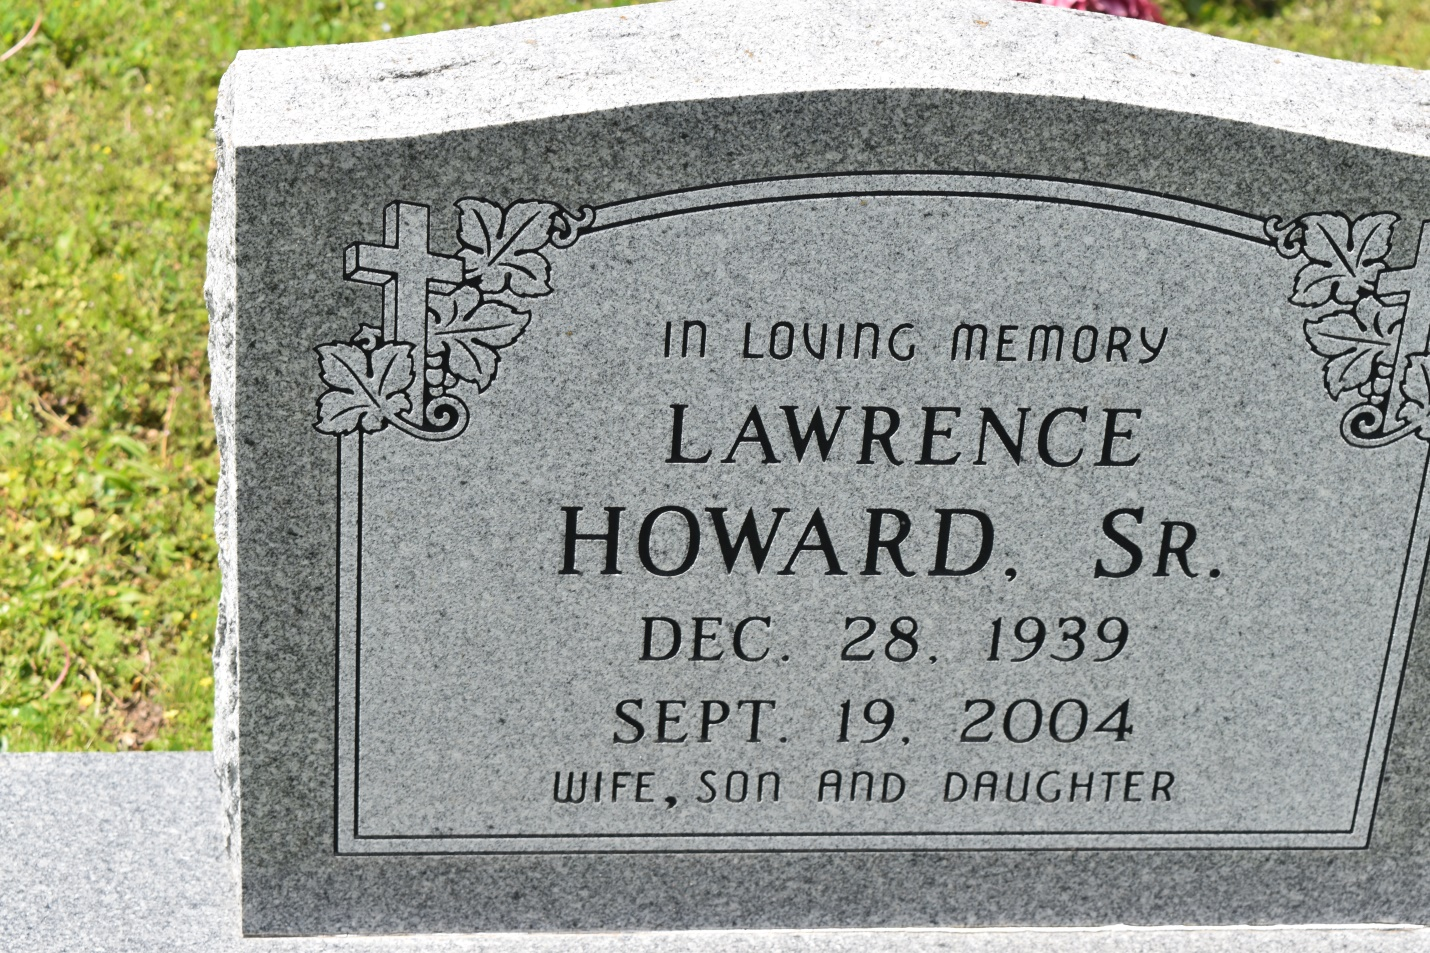 IN LOVING MEMORY
LAWRENCE
HOWARD, SR.
DEC. 28, 1939
SEPT. 19, 2004
WIFE, SON AND DAUGHTER